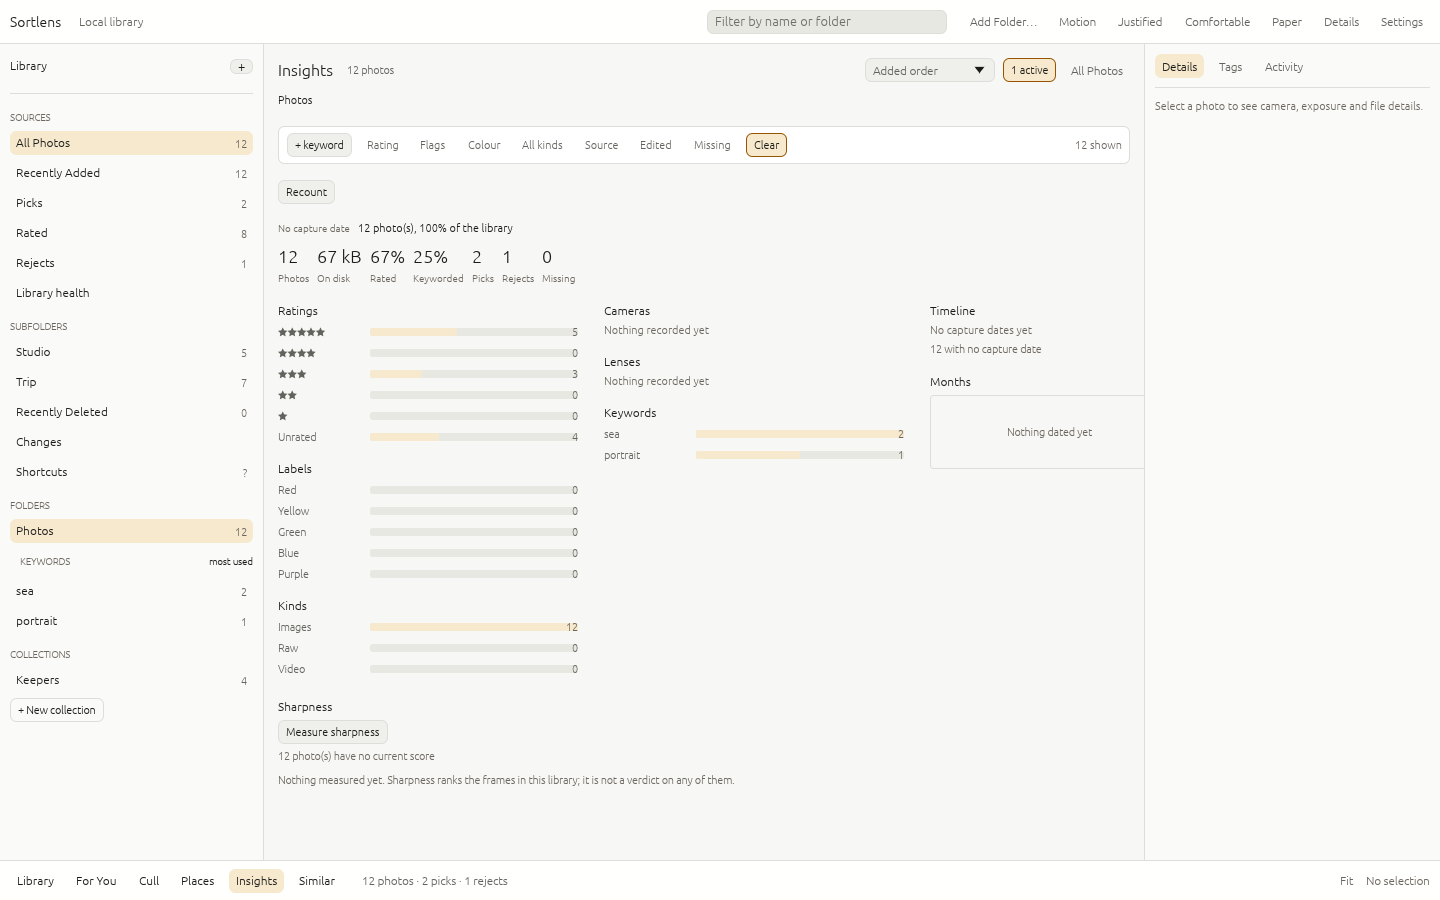 Sortlens Local library Filter by name or folder Add Folder... Motion Justified Comfortable Paper Details Settings
Library +
SOURCES
All Photos 12
Recently Added 12
Picks 2
Rated 8
Rejects 1
Library health
SUBFOLDERS
Studio 5
Trip 7
Recently Deleted 0
Changes
Shortcuts ?
FOLDERS
Photos 12
KEYWORDS most used
sea 2
portrait 1
COLLECTIONS
Keepers 4
+ New collection
Insights 12 photos Added order 1 active All Photos
Photos
+ keyword Rating Flags Colour All kinds Source Edited Missing Clear 12 shown
Recount
No capture date 12 photo(s), 100% of the library
12 67 kB 67% 25% 2 1 0
Photos On disk Rated Keyworded Picks Rejects Missing
Ratings
★★★★★ 5
★★★★ 0
★★★ 3
★★ 0
★ 0
Unrated 4
Labels
Red 0
Yellow 0
Green 0
Blue 0
Purple 0
Kinds
Images 12
Raw 0
Video 0
Cameras
Nothing recorded yet
Lenses
Nothing recorded yet
Keywords
sea 2
portrait 1
Timeline
No capture dates yet
12 with no capture date
Months
Nothing dated yet
Sharpness
Measure sharpness
12 photo(s) have no current score
Nothing measured yet. Sharpness ranks the frames in this library; it is not a verdict on any of them.
Details Tags Activity
Select a photo to see camera, exposure and file details.
Library For You Cull Places Insights Similar 12 photos · 2 picks · 1 rejects Fit No selection